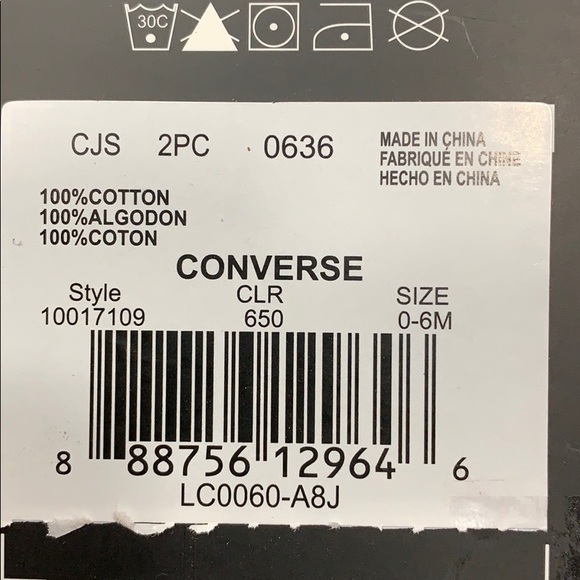 30C
CJS 2PC 0636
MADE IN CHINA
FABRIQUÉ EN CHINE
HECHO EN CHINA
100%COTTON
100%ALGODON
100%COTON
CONVERSE
Style CLR SIZE
10017109 650 0-6M
8 88756 12964 6
LC0060-A8J